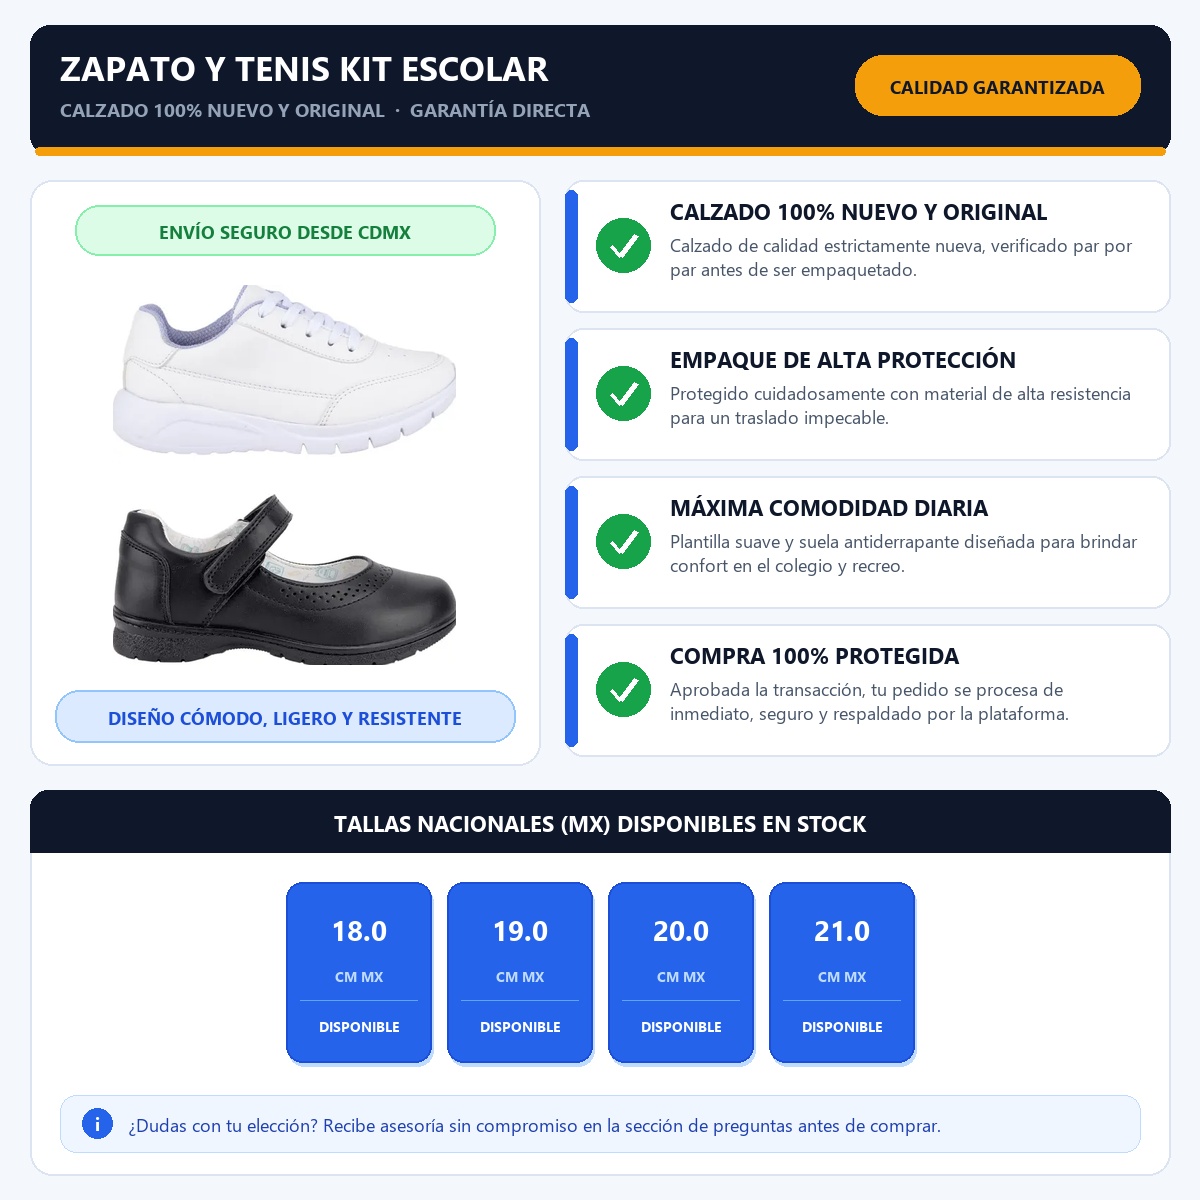 ZAPATO Y TENIS KIT ESCOLAR
CALZADO 100% NUEVO Y ORIGINAL · GARANTÍA DIRECTA
CALIDAD GARANTIZADA
ENVÍO SEGURO DESDE CDMX
DISEÑO CÓMODO, LIGERO Y RESISTENTE
CALZADO 100% NUEVO Y ORIGINAL
Calzado de calidad estrictamente nueva, verificado par por
par antes de ser empaquetado.
EMPAQUE DE ALTA PROTECCIÓN
Protegido cuidadosamente con material de alta resistencia
para un traslado impecable.
MÁXIMA COMODIDAD DIARIA
Plantilla suave y suela antiderrapante diseñada para brindar
confort en el colegio y recreo.
COMPRA 100% PROTEGIDA
Aprobada la transacción, tu pedido se procesa de
inmediato, seguro y respaldado por la plataforma.
TALLAS NACIONALES (MX) DISPONIBLES EN STOCK
18.0
CM MX
DISPONIBLE
19.0
CM MX
DISPONIBLE
20.0
CM MX
DISPONIBLE
21.0
CM MX
DISPONIBLE
¿Dudas con tu elección? Recibe asesoría sin compromiso en la sección de preguntas antes de comprar.